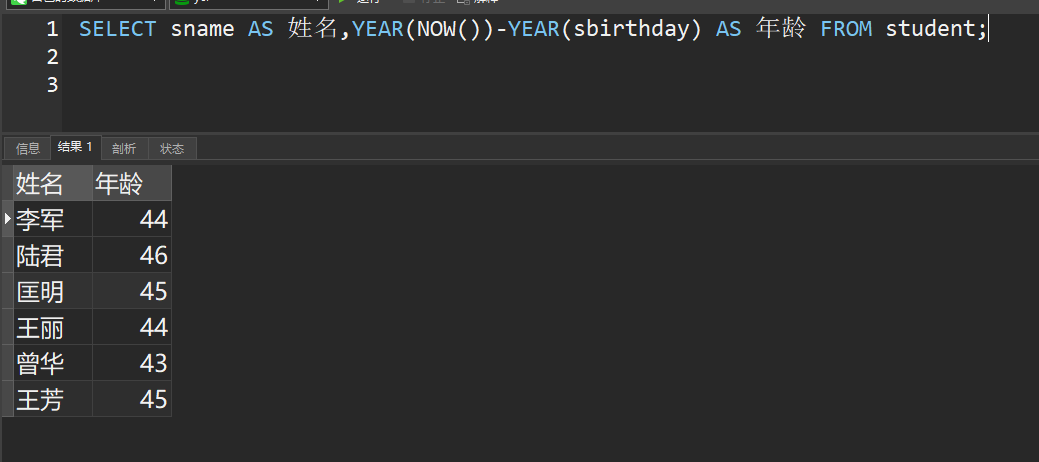 1 SELECT sname AS 姓名,YEAR(NOW())-YEAR(sbirthday) AS 年龄 FROM student;
2
3
信息 结果 1 剖析 状态
姓名 年龄
李军 44
陆君 46
匡明 45
王丽 44
曾华 43
王芳 45